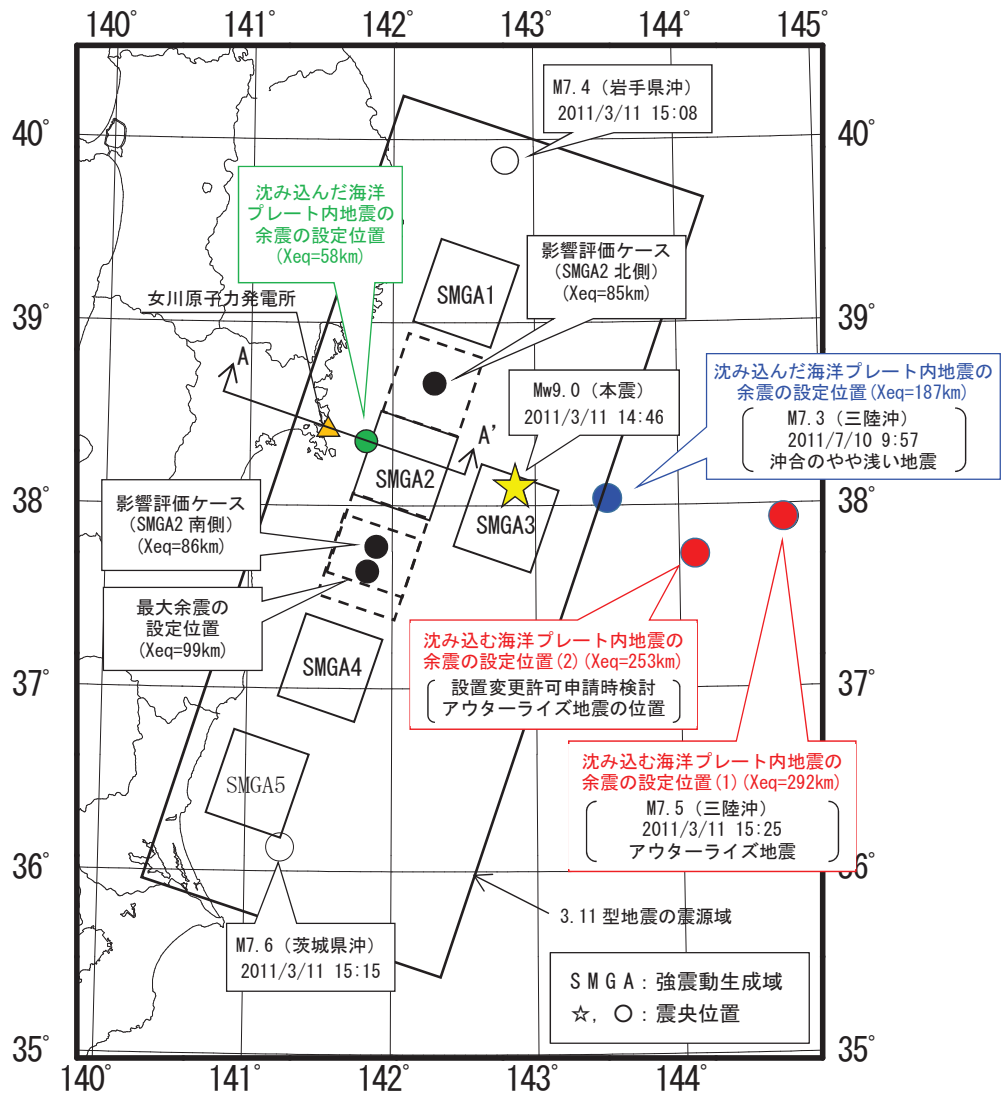 140°
141°
142°
143°
144°
145°
M7.4（岩手県沖）
2011/3/11 15:08
40°
40°
沈み込んだ海洋
プレート内地震の
余震の設定位置
(Xeq=58km)
影響評価ケース
(SMGA2 北側)
(Xeq=85km)
SMGA1
女川原子力発電所
39°
39°
A
Mw9.0（本震）
2011/3/11 14:46
沈み込んだ海洋プレート内地震の
余震の設定位置(Xeq=187km)
M7.3（三陸沖）
2011/7/10 9:57
沖合のやや浅い地震
A'
SMGA2
影響評価ケース
(SMGA2 南側)
(Xeq=86km)
38°
38°
SMGA3
最大余震の
設定位置
(Xeq=99km)
沈み込む海洋プレート内地震の
余震の設定位置(2)(Xeq=253km)
設置変更許可申請時検討
アウターライズ地震の位置
SMGA4
37°
37°
沈み込む海洋プレート内地震の
余震の設定位置(1)(Xeq=292km)
M7.5（三陸沖）
2011/3/11 15:25
アウターライズ地震
SMGA5
36°
36°
3.11型地震の震源域
M7.6（茨城県沖）
2011/3/11 15:15
SMGA：強震動生成域
☆，○：震央位置
35°
35°
140°
141°
142°
143°
144°